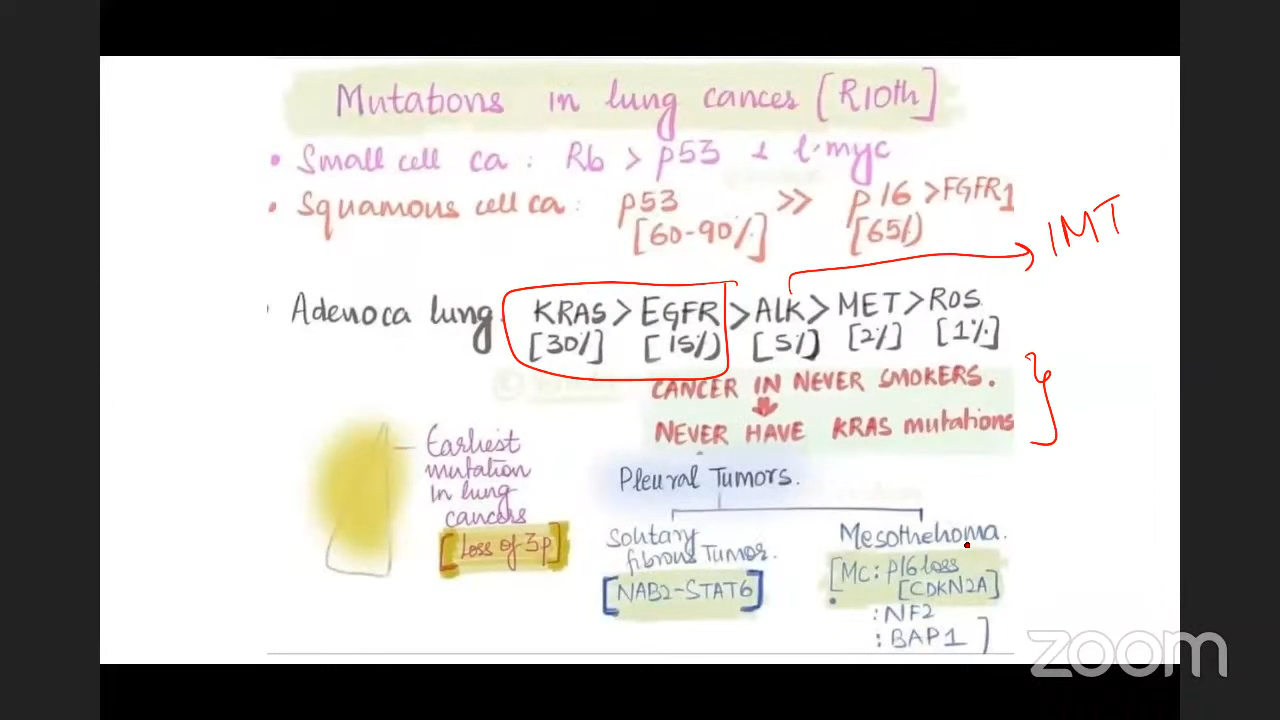 Mutations in lung cances [R10th]
• Small cell ca : Rb > p53 & l.myc
• Squamous cell ca : p53 >> p16 > FGFR1
[60-90%] [65%)
IMT
• Adenoca lung. KRAS > EGFR > ALK > MET > ROS
[30%] [15%) [5%] [2%] [1%]
CANCER IN NEVER SMOKERS.
NEVER HAVE KRAS mutations
Earliest
mutation
in lung
cancers
[Loss of 3p]
Pleural Tumors.
Solitary
fibrous Tumor.
[NAB2-STAT6]
Mesothelioma.
[MC: p16 loss
[CDKN2A]
: NF2
: BAP1 ]
zoom